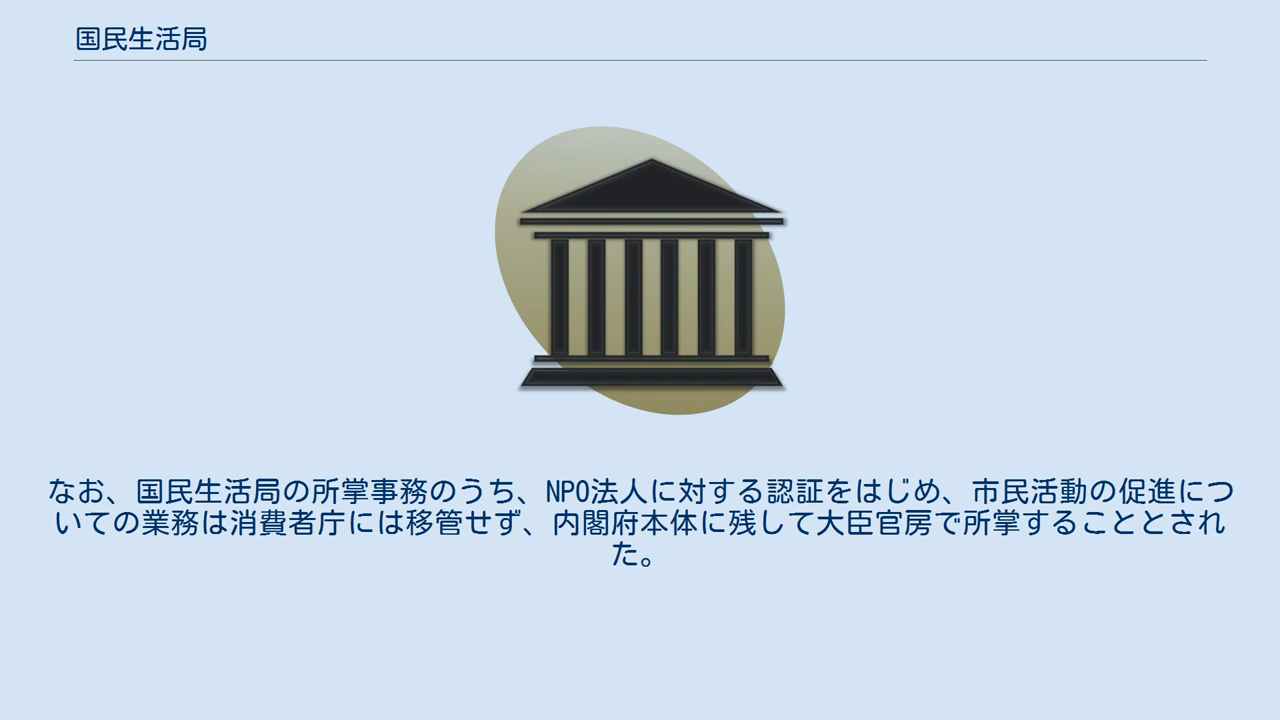 国民生活局
なお、国民生活局の所掌事務のうち、NPO法人に対する認証をはじめ、市民活動の促進につ
いての業務は消費者庁には移管せず、内閣府本体に残して大臣官房で所掌することとされ
た。